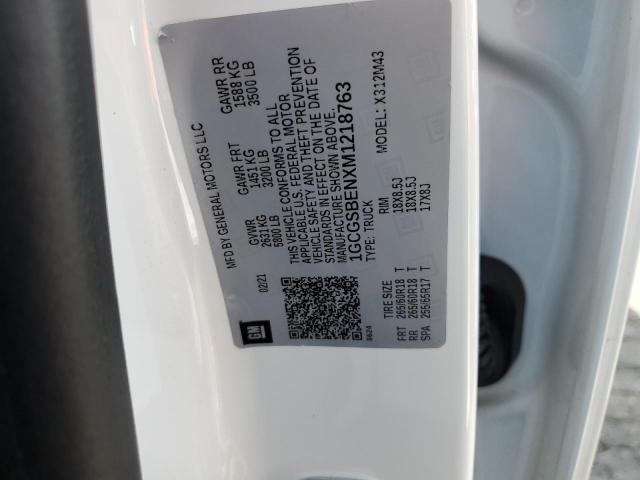 MFD BY GENERAL MOTORS LLC
02/21
GVWR GAWR FRT GAWR RR
2631 KG 1451 KG 1588 KG
5800 LB 3200 LB 3500 LB
THIS VEHICLE CONFORMS TO ALL
APPLICABLE U.S. FEDERAL MOTOR
VEHICLE SAFETY AND THEFT PREVENTION
STANDARDS IN EFFECT ON THE DATE OF
MANUFACTURE SHOWN ABOVE.
1GCGSBENXM1218763
TYPE: TRUCK MODEL: X312M43
GM
8624
TIRE SIZE RIM
FRT 265/60R18 T 18X8.5J
RR 265/60R18 T 18X8.5J
SPA 255/65R17 T 17X8J